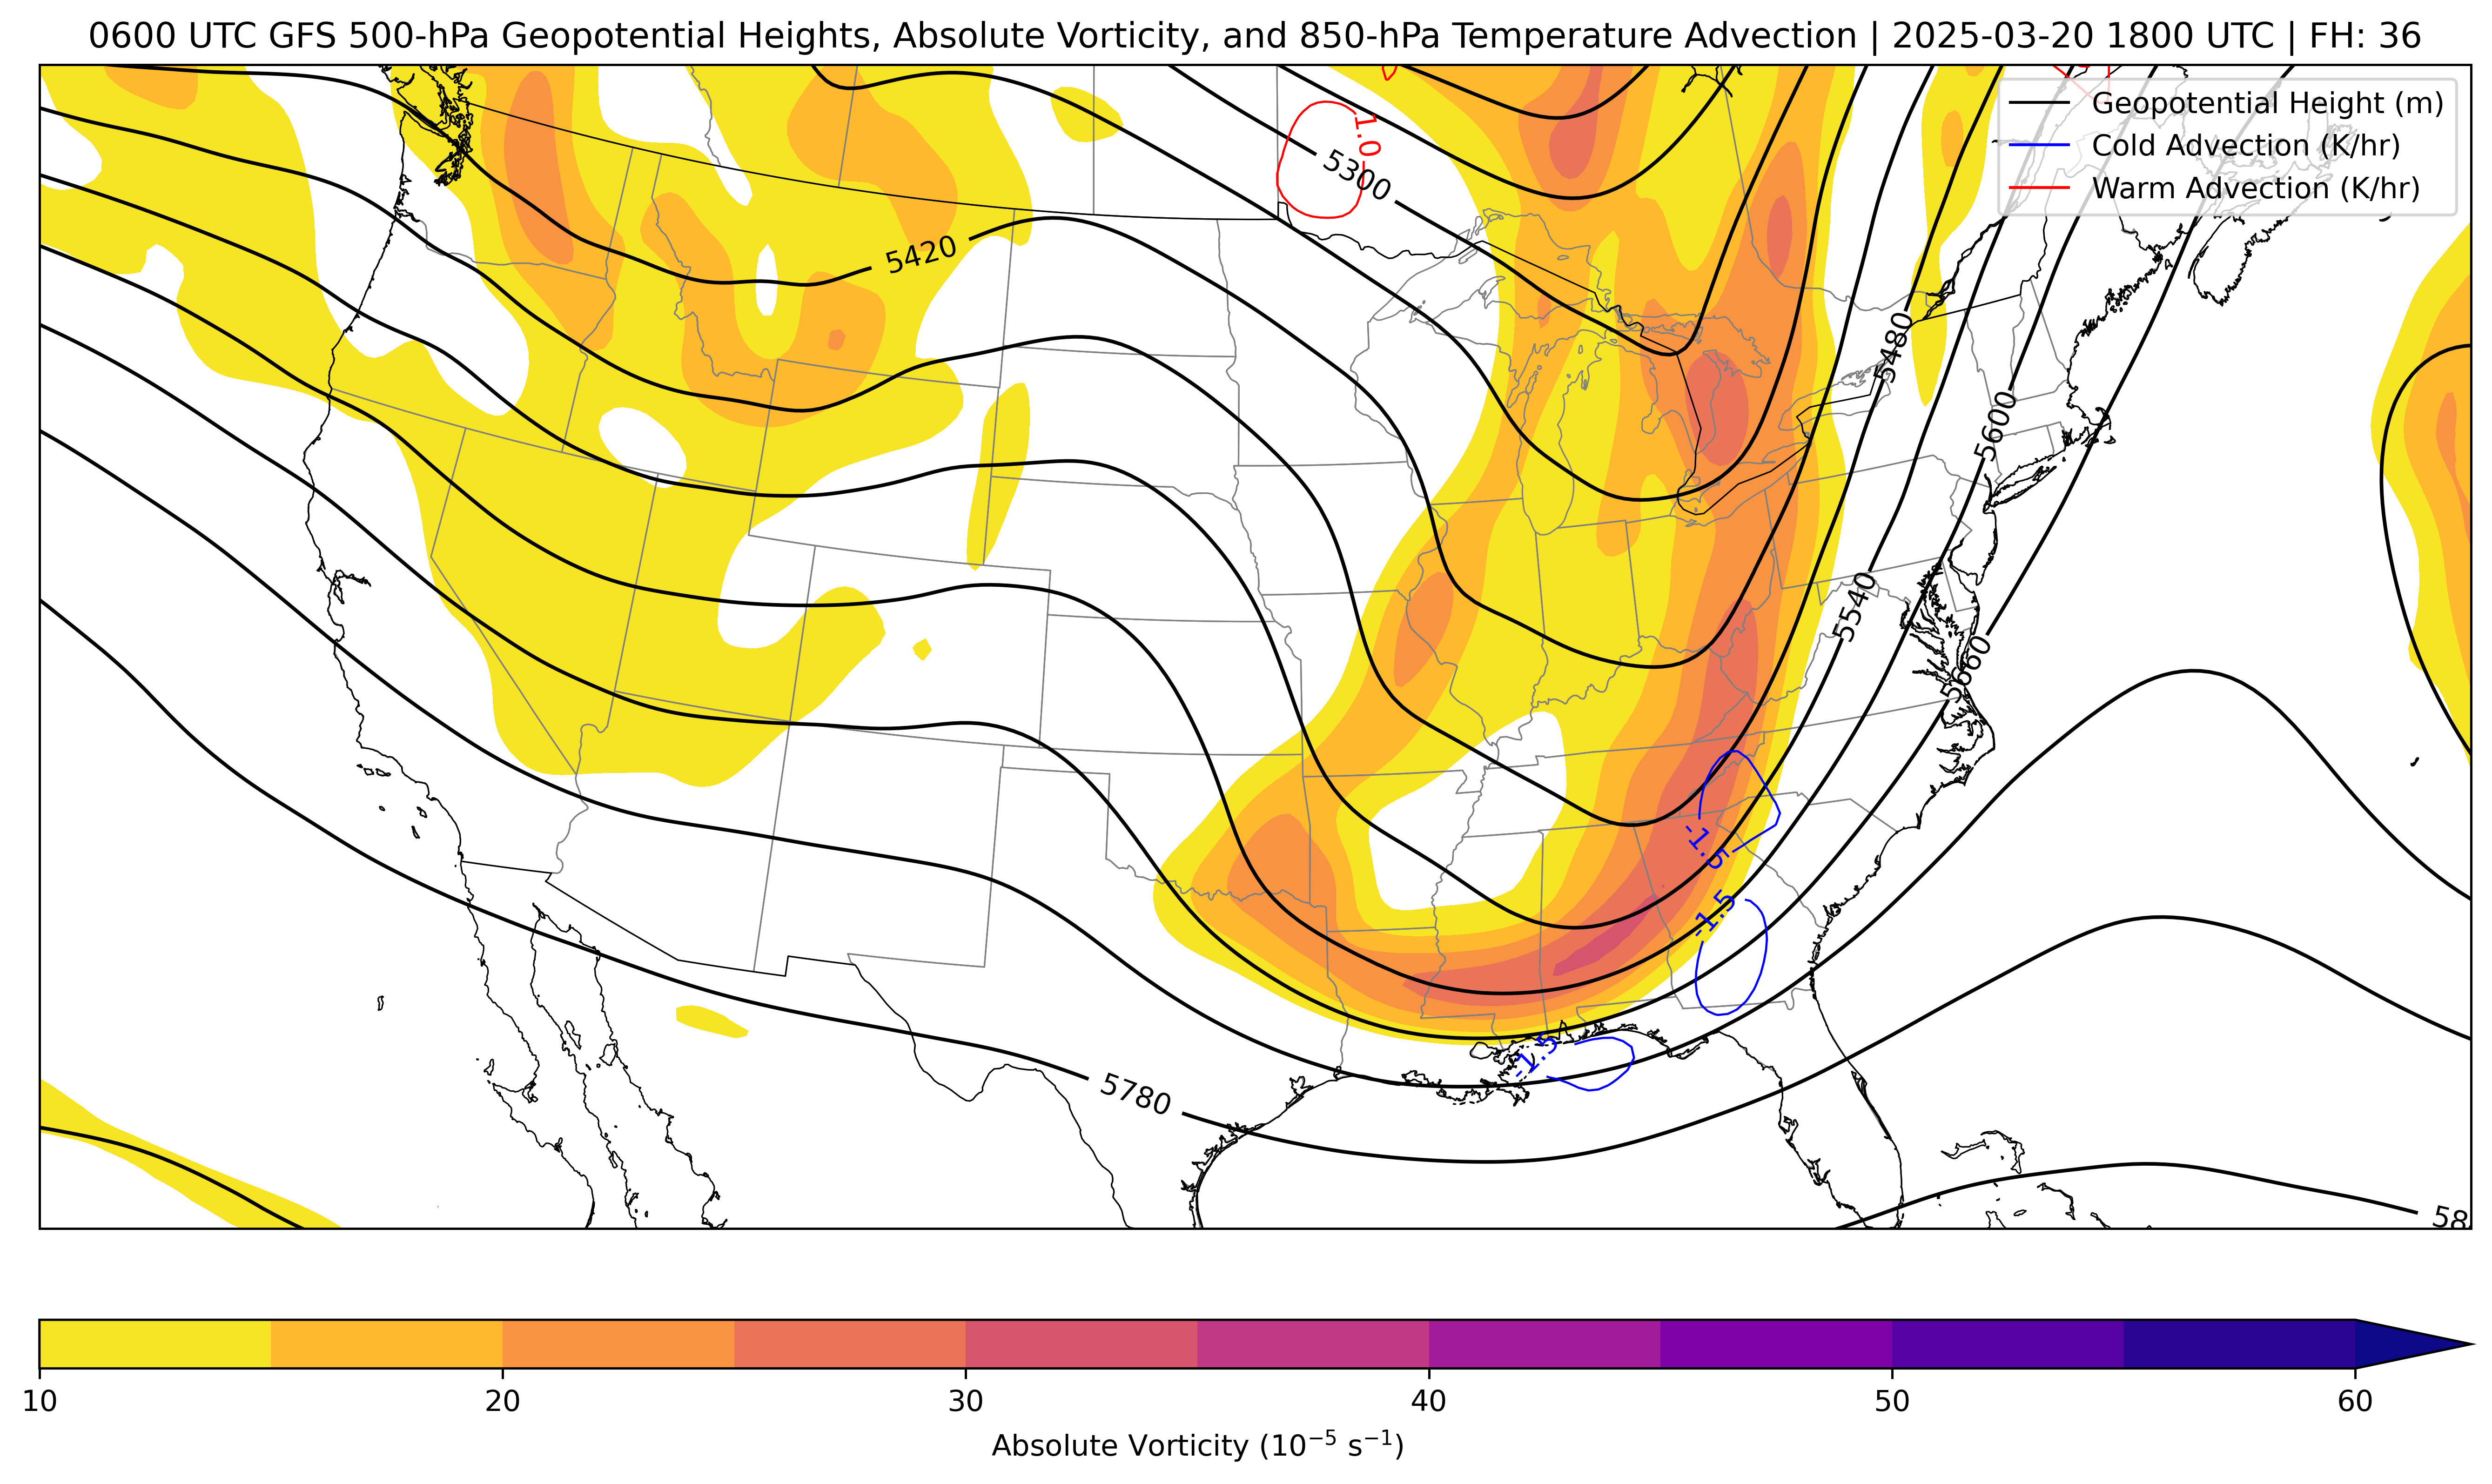 0600 UTC GFS 500-hPa Geopotential Heights, Absolute Vorticity, and 850-hPa Temperature Advection | 2025-03-20 1800 UTC | FH: 36
Geopotential Height (m)
Cold Advection (K/hr)
Warm Advection (K/hr)
1.0
5300
5420
5480
5600
5540
5660
-1.5
-1.5
-1.5
5780
58
10 20 30 40 50 60
Absolute Vorticity (10⁻⁵ s⁻¹)